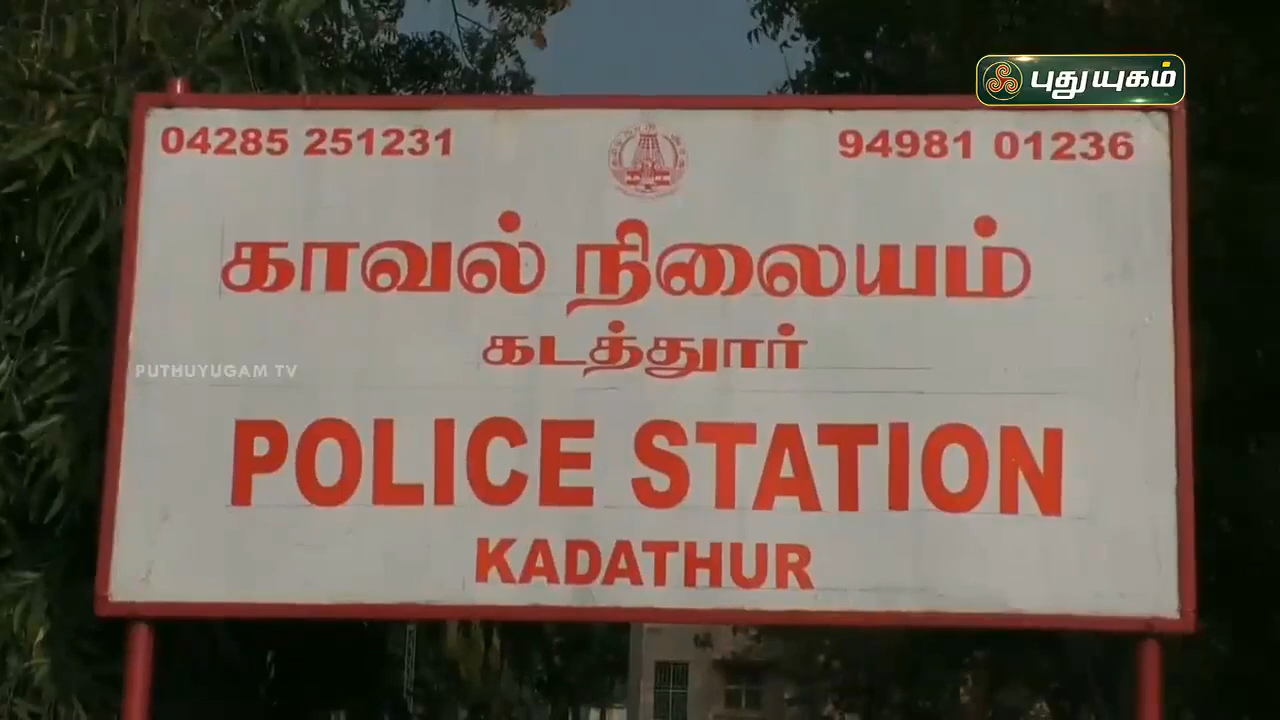 புதுயுகம்
04285 251231 94981 01236
காவல் நிலையம்
கடத்தூர்
PUTHUYUGAM TV
POLICE STATION
KADATHUR